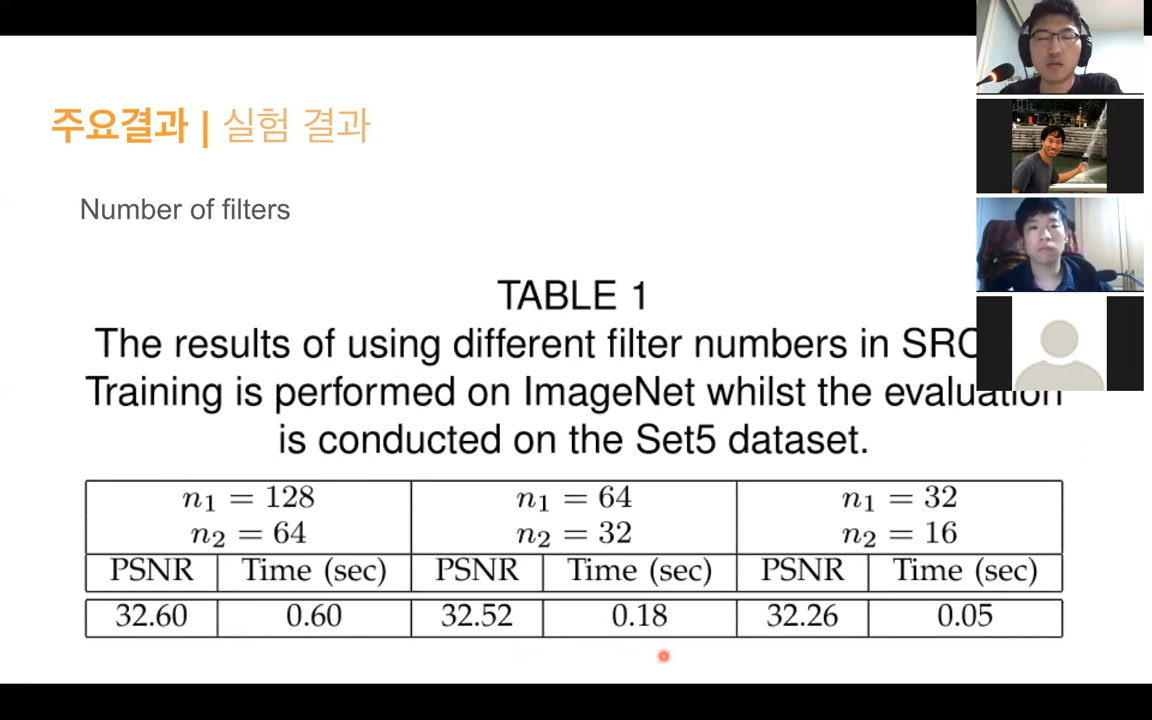 주요결과 | 실험 결과
Number of filters
TABLE 1
The results of using different filter numbers in
Training is performed on ImageNet whilst the evaluation
is conducted on the Set5 dataset.
n1 = 128 n1 = 64 n1 = 32
n2 = 64 n2 = 32 n2 = 16
PSNR Time (sec) PSNR Time (sec) PSNR Time (sec)
32.60 0.60 32.52 0.18 32.26 0.05